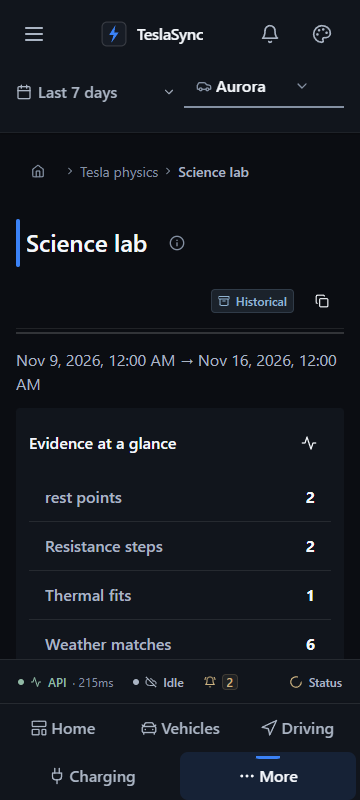 TeslaSync
Last 7 days
Aurora
Tesla physics
Science lab
Science lab
Historical
Nov 9, 2026, 12:00 AM → Nov 16, 2026, 12:00
AM
Evidence at a glance
rest points 2
Resistance steps 2
Thermal fits 1
Weather matches 6
API · 215ms
Idle
2
Status
Home
Vehicles
Driving
Charging
More